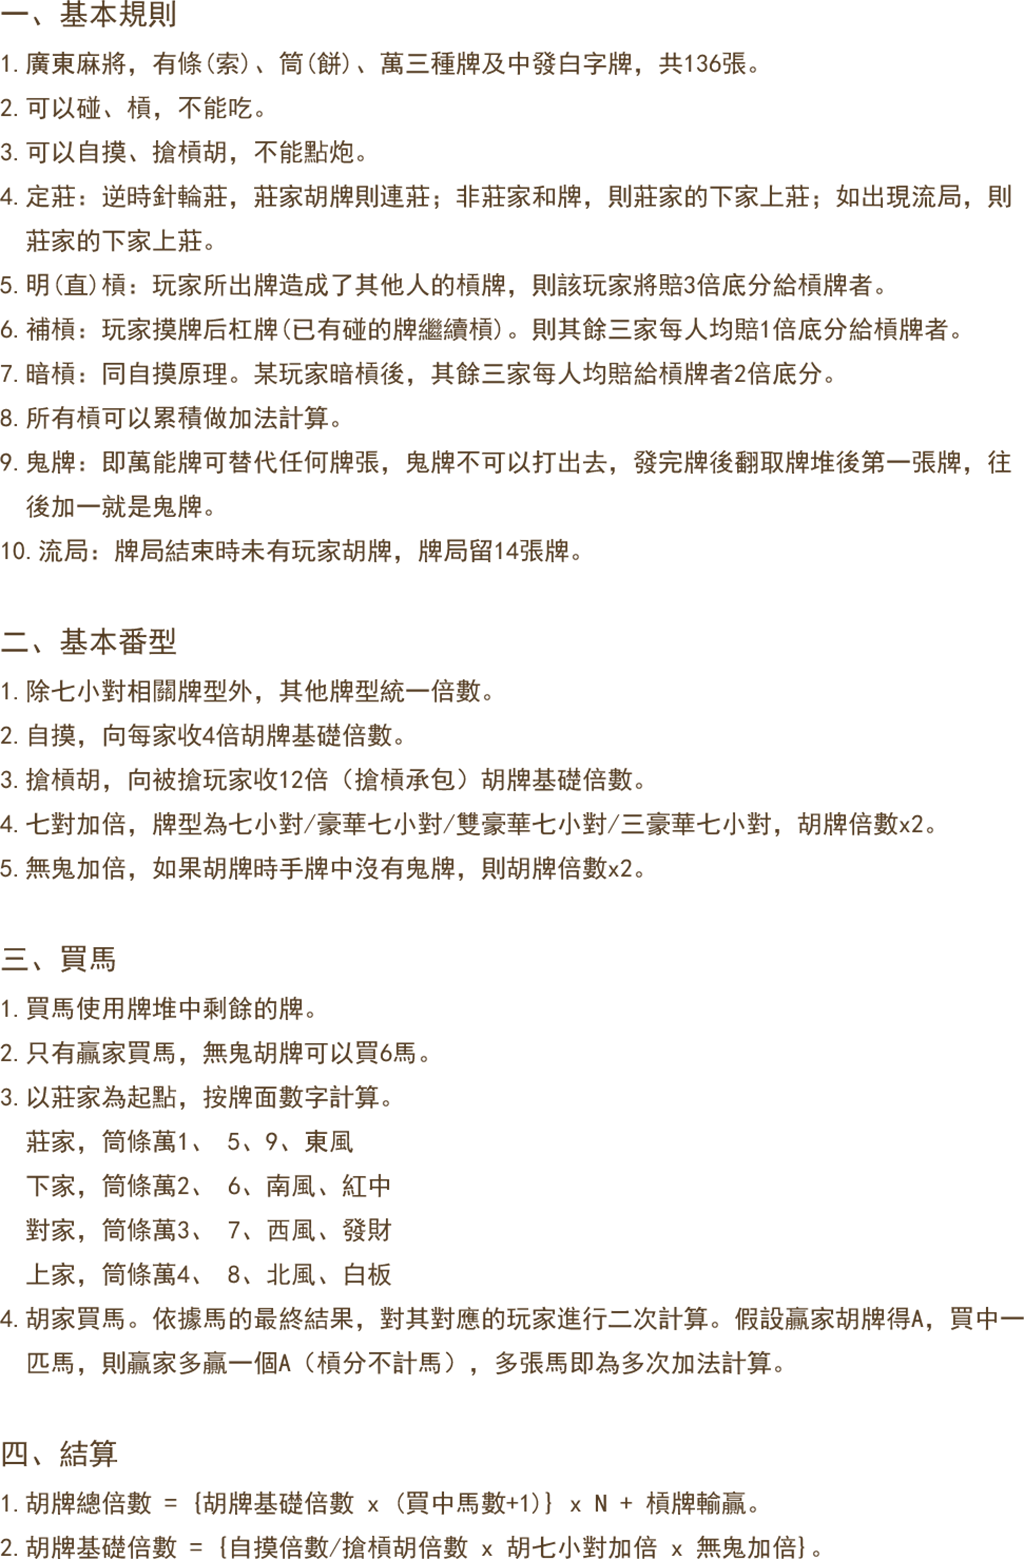 一、基本規則
1.廣東麻將，有條(索)、筒(餅)、萬三種牌及中發白字牌，共136張。
2.可以碰、槓，不能吃。
3.可以自摸、搶槓胡，不能點炮。
4.定莊：逆時針輪莊，莊家胡牌則連莊；非莊家和牌，則莊家的下家上莊；如出現流局，則
莊家的下家上莊。
5.明(直)槓：玩家所出牌造成了其他人的槓牌，則該玩家將賠3倍底分給槓牌者。
6.補槓：玩家摸牌后杠牌(已有碰的牌繼續槓)。則其餘三家每人均賠1倍底分給槓牌者。
7.暗槓：同自摸原理。某玩家暗槓後，其餘三家每人均賠給槓牌者2倍底分。
8.所有槓可以累積做加法計算。
9.鬼牌：即萬能牌可替代任何牌張，鬼牌不可以打出去，發完牌後翻取牌堆後第一張牌，往
後加一就是鬼牌。
10.流局：牌局結束時未有玩家胡牌，牌局留14張牌。
二、基本番型
1.除七小對相關牌型外，其他牌型統一倍數。
2.自摸，向每家收4倍胡牌基礎倍數。
3.搶槓胡，向被搶玩家收12倍（搶槓承包）胡牌基礎倍數。
4.七對加倍，牌型為七小對/豪華七小對/雙豪華七小對/三豪華七小對，胡牌倍數x2。
5.無鬼加倍，如果胡牌時手牌中沒有鬼牌，則胡牌倍數x2。
三、買馬
1.買馬使用牌堆中剩餘的牌。
2.只有贏家買馬，無鬼胡牌可以買6馬。
3.以莊家為起點，按牌面數字計算。
莊家，筒條萬1、 5、9、東風
下家，筒條萬2、 6、南風、紅中
對家，筒條萬3、 7、西風、發財
上家，筒條萬4、 8、北風、白板
4.胡家買馬。依據馬的最終結果，對其對應的玩家進行二次計算。假設贏家胡牌得A，買中一
匹馬，則贏家多贏一個A（槓分不計馬），多張馬即為多次加法計算。
四、結算
1.胡牌總倍數 = {胡牌基礎倍數 x (買中馬數+1)} x N + 槓牌輸贏。
2.胡牌基礎倍數 = {自摸倍數/搶槓胡倍數 x 胡七小對加倍 x 無鬼加倍}。